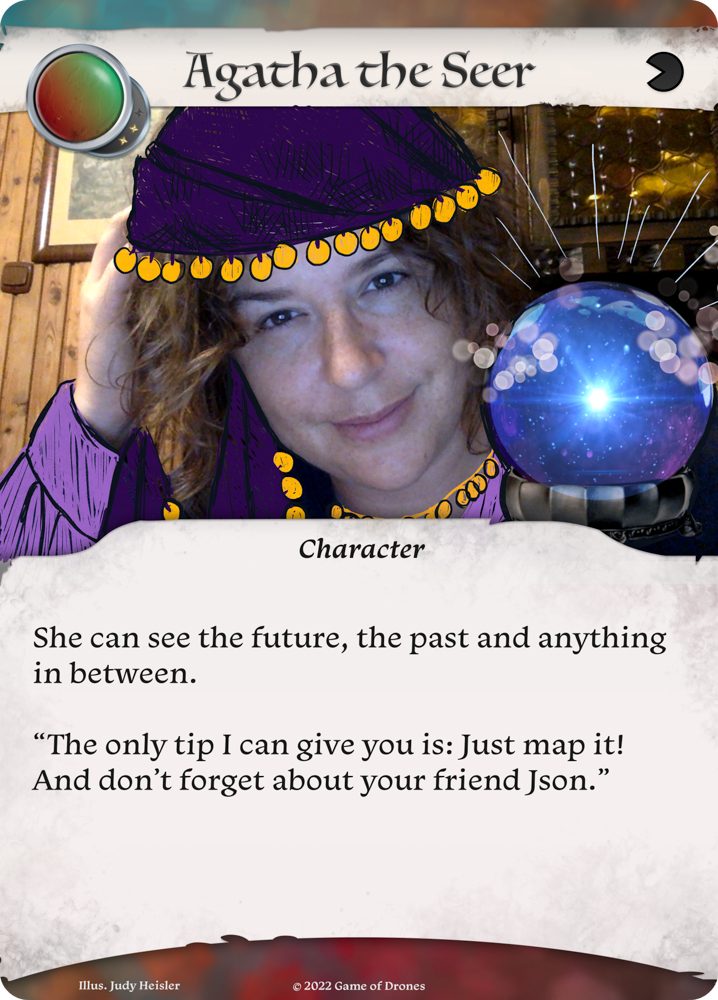 Agatha the Seer
Character
She can see the future, the past and anything
in between.
“The only tip I can give you is: Just map it!
And don’t forget about your friend Json.”
Illus. Judy Heisler
© 2022 Game of Drones